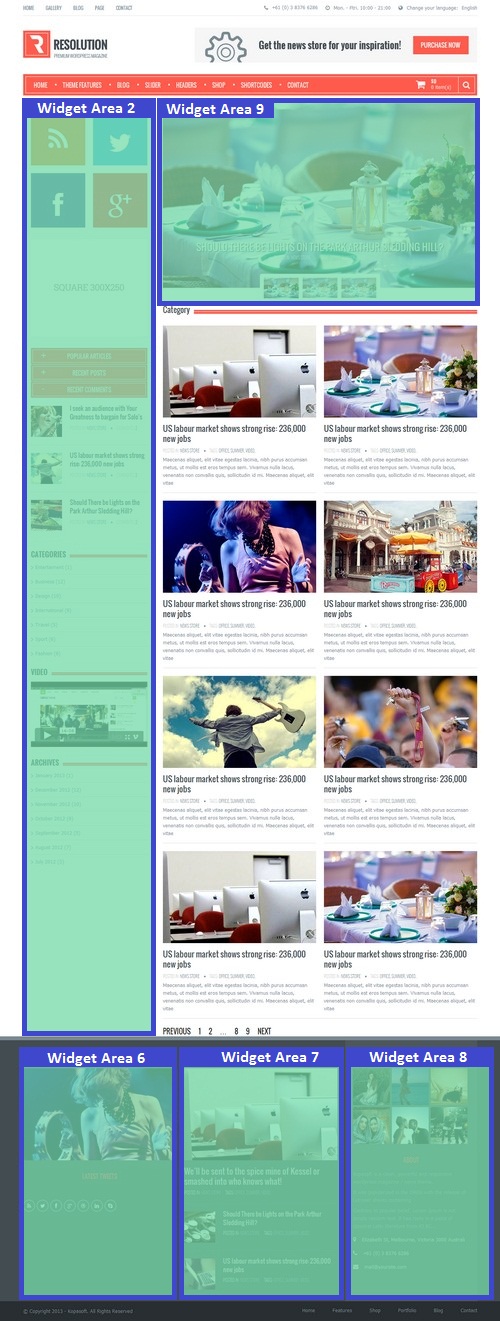 HOME GALLERY BLOG PAGE CONTACT
+61 (0) 3 8376 6286 Mon. - Fri. 10:00 - 21:00 Change your language: English
RESOLUTION
PREMIUM WORDPRESS MAGAZINE
Get the news store for your inspiration!
PURCHASE NOW
HOME THEME FEATURES BLOG SLIDER HEADERS SHOP SHORTCODES CONTACT
$0
0 item(s)
Widget Area 2
Widget Area 9
SHOULD THERE BE LIGHTS ON THE PARK ARTHUR SLEDDING HILL?
SQUARE 300X250
POPULAR ARTICLES
RECENT POSTS
RECENT COMMENTS
I seek an audience with Your
Greatness to bargain for Solo's
US labour market shows strong
rise 236,000 new jobs
Should There be Lights on the
Park Arthur Sledding Hill?
CATEGORIES
VIDEO
ARCHIVES
Category
US labour market shows strong rise: 236,000
new jobs
POSTED IN NEWS STORE TAGS OFFICE, SUMMER, VIDEO,
Maecenas aliquet, elit vitae egestas lacinia, nibh purus accumsan
metus, ut mollis est eros tempus sem. Vivamus nulla lacus,
venenatis non convallis quis, sollicitudin id mi. Maecenas aliquet, elit
vitae
US labour market shows strong rise: 236,000
new jobs
POSTED IN NEWS STORE TAGS OFFICE, SUMMER, VIDEO,
Maecenas aliquet, elit vitae egestas lacinia, nibh purus accumsan
metus, ut mollis est eros tempus sem. Vivamus nulla lacus,
venenatis non convallis quis, sollicitudin id mi. Maecenas aliquet, elit
vitae
US labour market shows strong rise: 236,000
new jobs
POSTED IN NEWS STORE TAGS OFFICE, SUMMER, VIDEO,
Maecenas aliquet, elit vitae egestas lacinia, nibh purus accumsan
metus, ut mollis est eros tempus sem. Vivamus nulla lacus,
venenatis non convallis quis, sollicitudin id mi. Maecenas aliquet, elit
vitae
US labour market shows strong rise: 236,000
new jobs
POSTED IN NEWS STORE TAGS OFFICE, SUMMER, VIDEO,
Maecenas aliquet, elit vitae egestas lacinia, nibh purus accumsan
metus, ut mollis est eros tempus sem. Vivamus nulla lacus,
venenatis non convallis quis, sollicitudin id mi. Maecenas aliquet, elit
vitae
US labour market shows strong rise: 236,000
new jobs
POSTED IN NEWS STORE TAGS OFFICE, SUMMER, VIDEO,
Maecenas aliquet, elit vitae egestas lacinia, nibh purus accumsan
metus, ut mollis est eros tempus sem. Vivamus nulla lacus,
venenatis non convallis quis, sollicitudin id mi. Maecenas aliquet, elit
vitae
US labour market shows strong rise: 236,000
new jobs
POSTED IN NEWS STORE TAGS OFFICE, SUMMER, VIDEO,
Maecenas aliquet, elit vitae egestas lacinia, nibh purus accumsan
metus, ut mollis est eros tempus sem. Vivamus nulla lacus,
venenatis non convallis quis, sollicitudin id mi. Maecenas aliquet, elit
vitae
US labour market shows strong rise: 236,000
new jobs
POSTED IN NEWS STORE TAGS OFFICE, SUMMER, VIDEO,
Maecenas aliquet, elit vitae egestas lacinia, nibh purus accumsan
metus, ut mollis est eros tempus sem. Vivamus nulla lacus,
venenatis non convallis quis, sollicitudin id mi. Maecenas aliquet, elit
vitae
US labour market shows strong rise: 236,000
new jobs
POSTED IN NEWS STORE TAGS OFFICE, SUMMER, VIDEO,
Maecenas aliquet, elit vitae egestas lacinia, nibh purus accumsan
metus, ut mollis est eros tempus sem. Vivamus nulla lacus,
venenatis non convallis quis, sollicitudin id mi. Maecenas aliquet, elit
vitae
PREVIOUS 1 2 ... 8 9 NEXT
Widget Area 6
Widget Area 7
Widget Area 8
We'll be sent to the spice mines of Kessel or
smashed into who knows what!
Should There be Lights on the Park Arthur
Sledding Hill?
US labour market shows strong rise 236,000
new jobs
© Copyright 2013 - Kopasoft. All Rights Reserved
Home Features Shop Portfolio Blog Contact